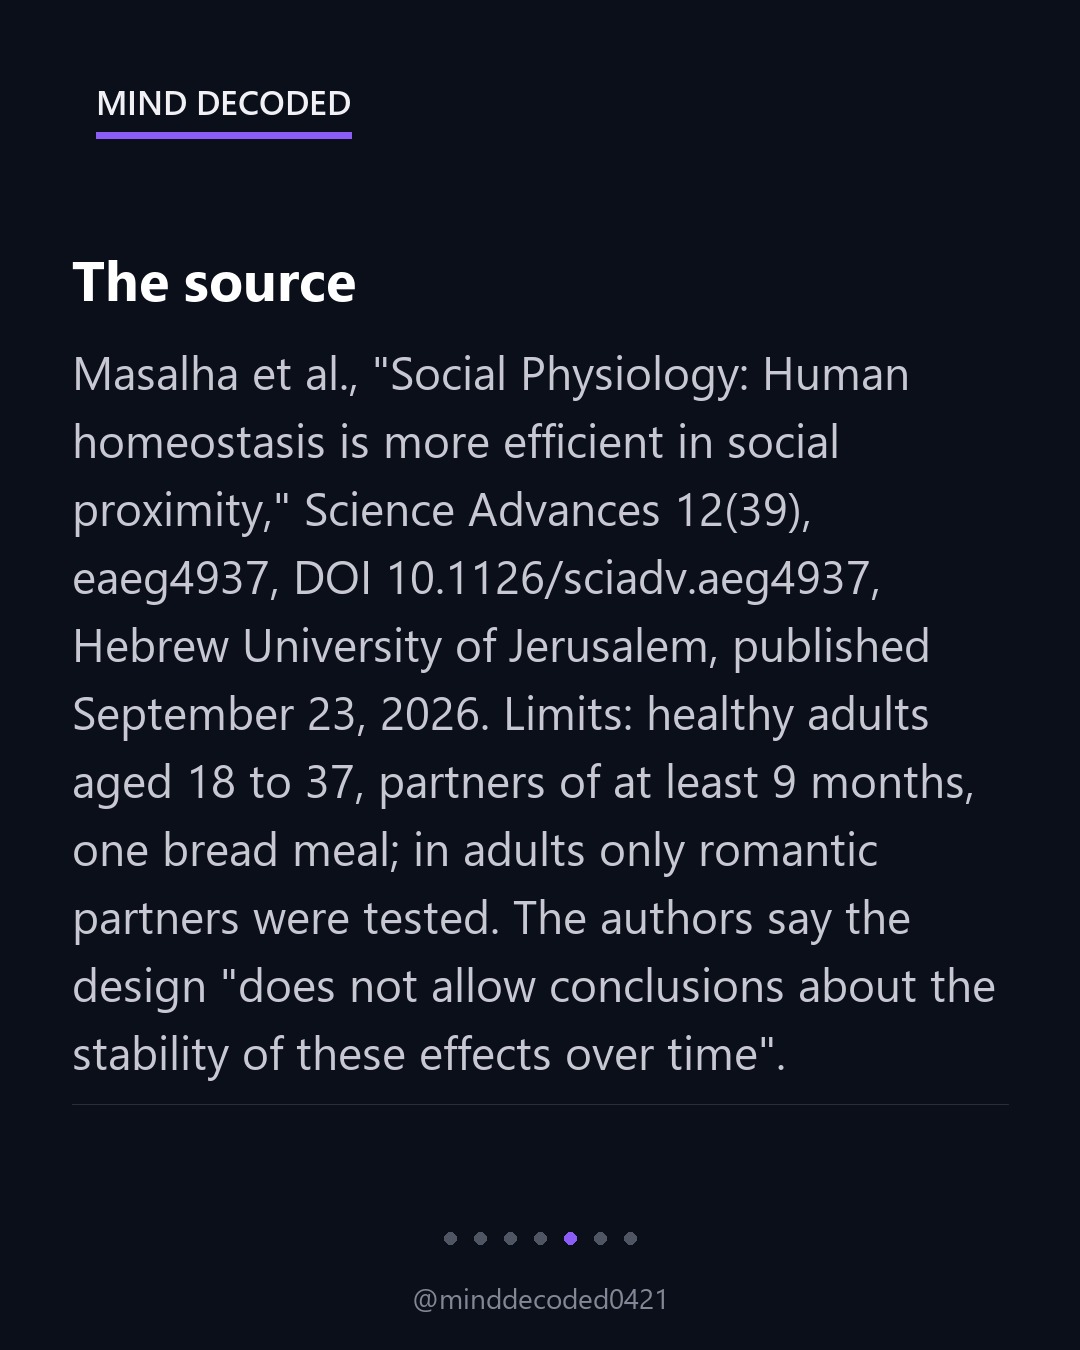 MIND DECODED
The source
Masalha et al., "Social Physiology: Human
homeostasis is more efficient in social
proximity," Science Advances 12(39),
eaeg4937, DOI 10.1126/sciadv.aeg4937,
Hebrew University of Jerusalem, published
September 23, 2026. Limits: healthy adults
aged 18 to 37, partners of at least 9 months,
one bread meal; in adults only romantic
partners were tested. The authors say the
design "does not allow conclusions about the
stability of these effects over time".
@minddecoded0421